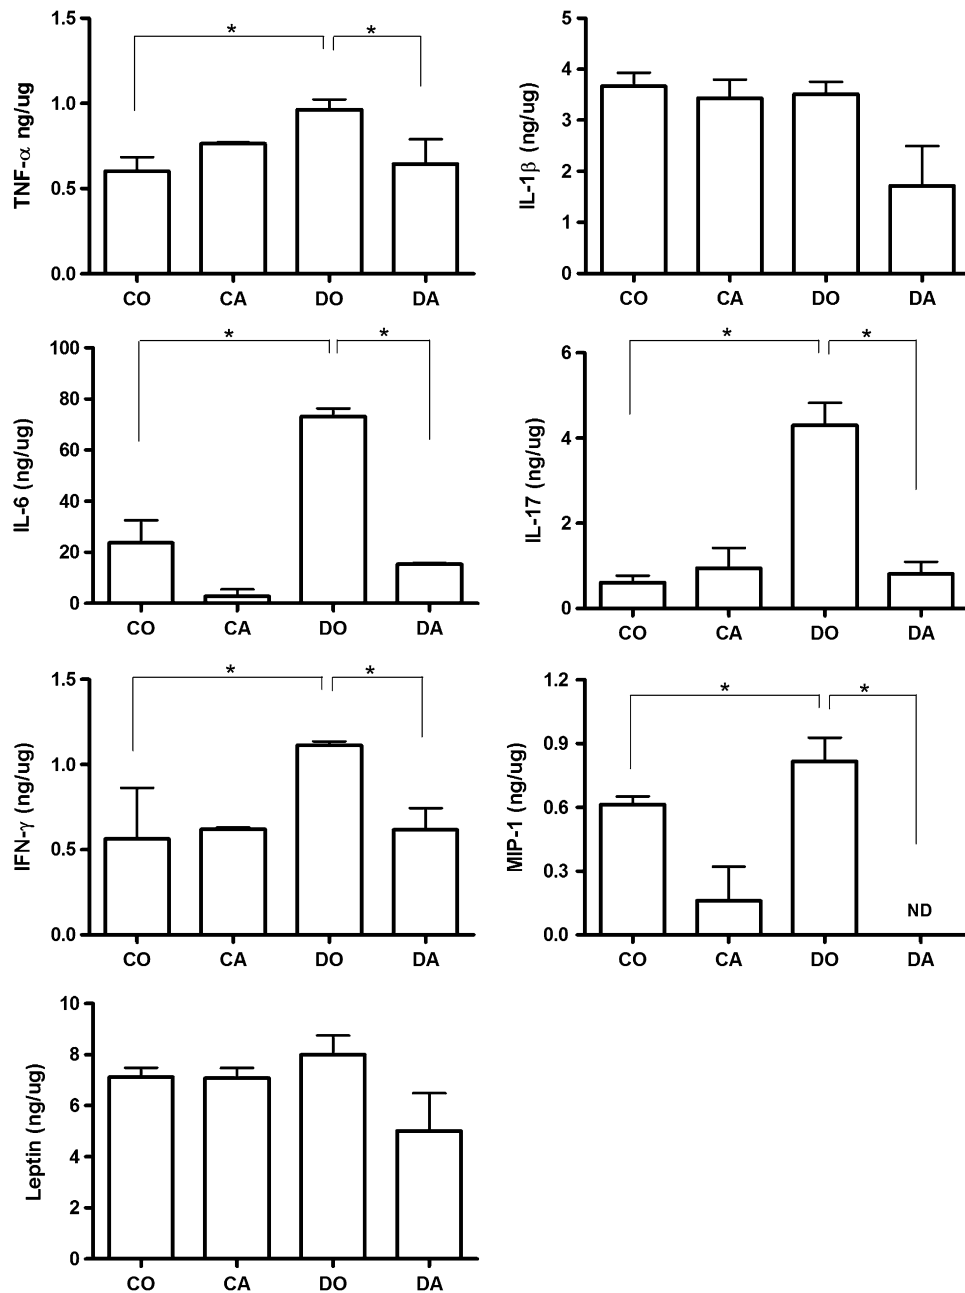 TNF-α ng/ug
1.5
1.0
0.5
0.0
* *
CO CA DO DA
IL-1β (ng/ug)
5
4
3
2
1
0
CO CA DO DA
IL-6 (ng/ug)
100
80
60
40
20
0
* *
CO CA DO DA
IL-17 (ng/ug)
6
4
2
0
* *
CO CA DO DA
IFN-γ (ng/ug)
1.5
1.0
0.5
0.0
* *
CO CA DO DA
MIP-1 (ng/ug)
1.2
0.9
0.6
0.3
0.0
* *
ND
CO CA DO DA
Leptin (ng/ug)
10
8
6
4
2
0
CO CA DO DA